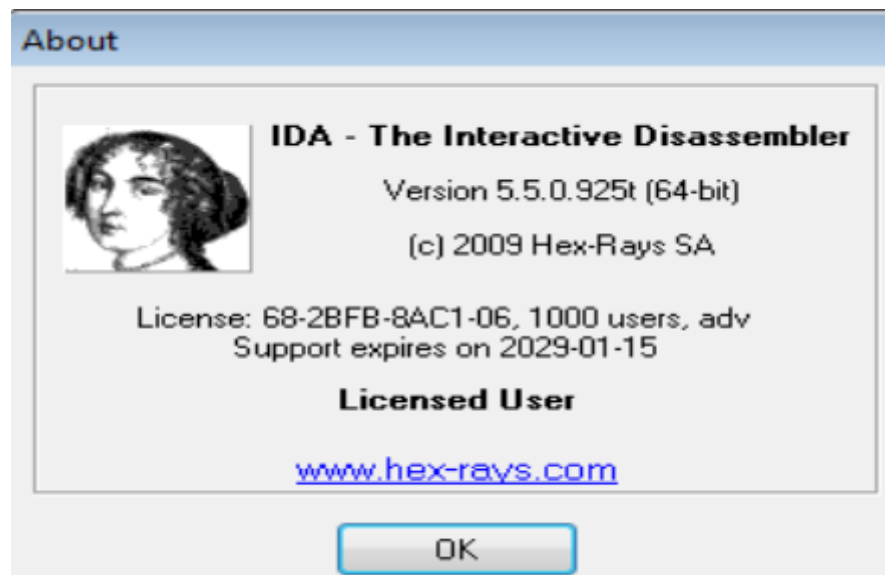 About
IDA - The Interactive Disassembler
Version 5.5.0.925t (64-bit)
(c) 2009 Hex-Rays SA
License: 68-2BFB-8AC1-06, 1000 users, adv
Support expires on 2029-01-15
Licensed User
www.hex-rays.com
OK